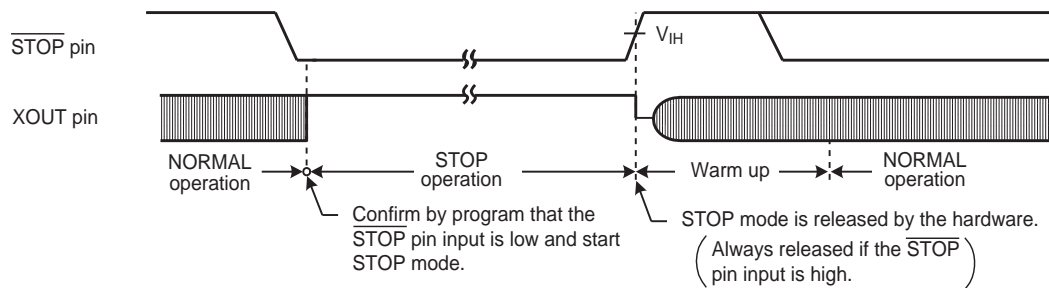 STOP pin
VIH
XOUT pin
NORMAL
operation
STOP
operation
Warm up
NORMAL
operation
Confirm by program that the
STOP pin input is low and start
STOP mode.
STOP mode is released by the hardware.
(Always released if the STOP
pin input is high.)